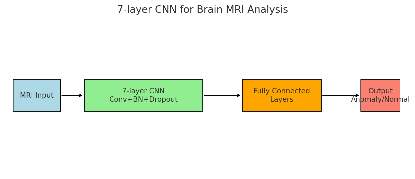 7-layer CNN for Brain MRI Analysis
MRI Input
7-layer CNN
Conv+BN+Dropout
Fully Connected
Layers
Output
Anomaly/Normal